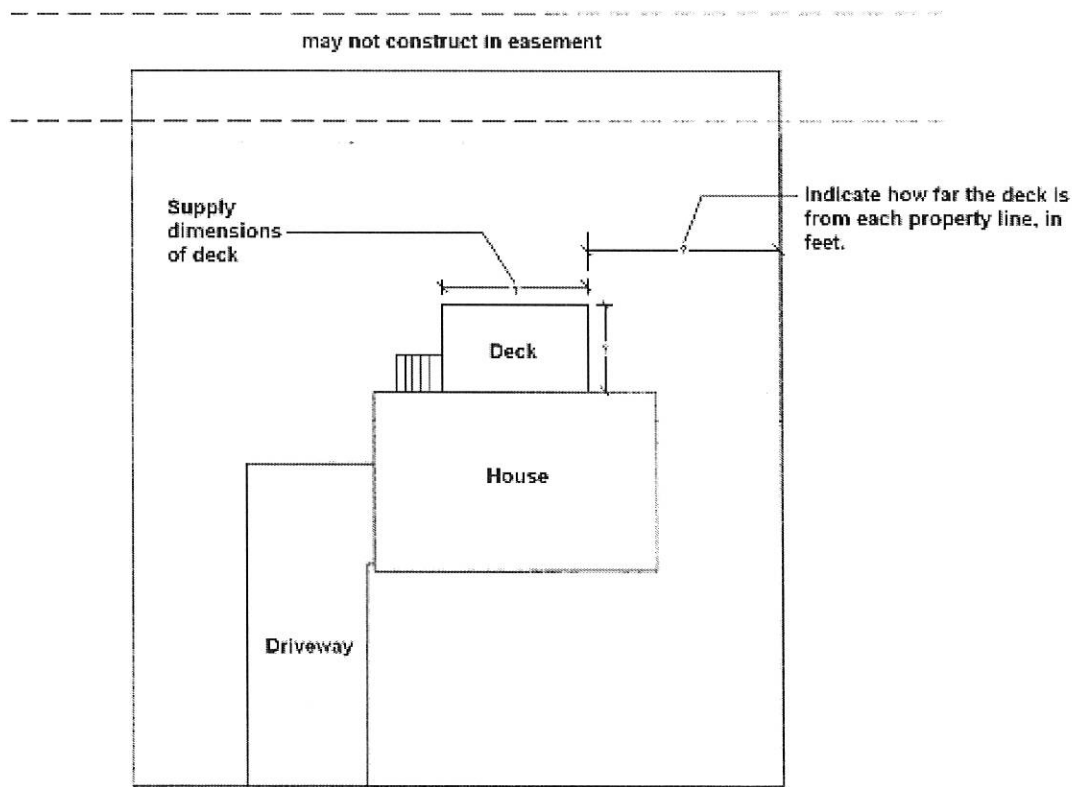 may not construct in easement
Supply
dimensions
of deck
Indicate how far the deck is
from each property line, in
feet.
?
?
?
Deck
House
Driveway